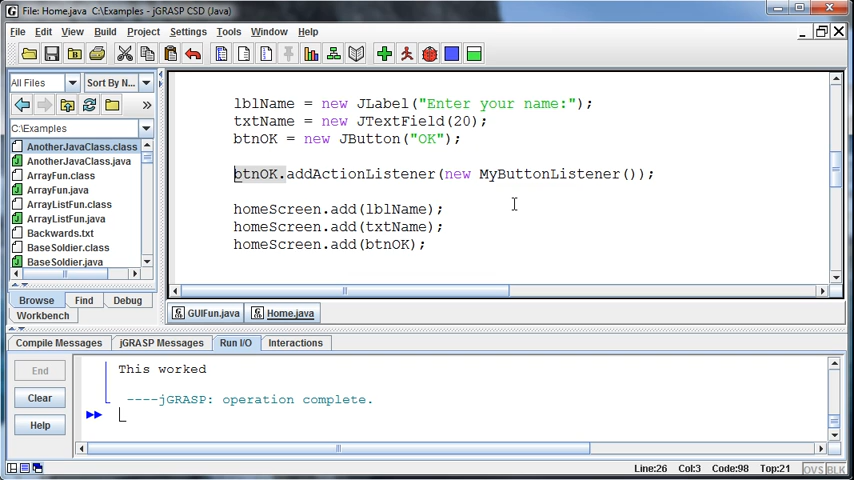 File: Home.java  C:\Examples - jGRASP CSD (Java)
File Edit View Build Project Settings Tools Window Help
All Files Sort By N...
C:\Examples
AnotherJavaClass.class
AnotherJavaClass.java
ArrayFun.class
ArrayFun.java
ArrayListFun.class
ArrayListFun.java
Backwards.txt
BaseSoldier.class
BaseSoldier.java
Browse Find Debug
Workbench
lblName = new JLabel("Enter your name:");
txtName = new JTextField(20);
btnOK = new JButton("OK");
btnOK.addActionListener(new MyButtonListener());
homeScreen.add(lblName);
homeScreen.add(txtName);
homeScreen.add(btnOK);
GUIFun.java Home.java
Compile Messages jGRASP Messages Run I/O Interactions
End
Clear
Help
This worked
----jGRASP: operation complete.
Line:26 Col:3 Code:98 Top:21 OVS BLK